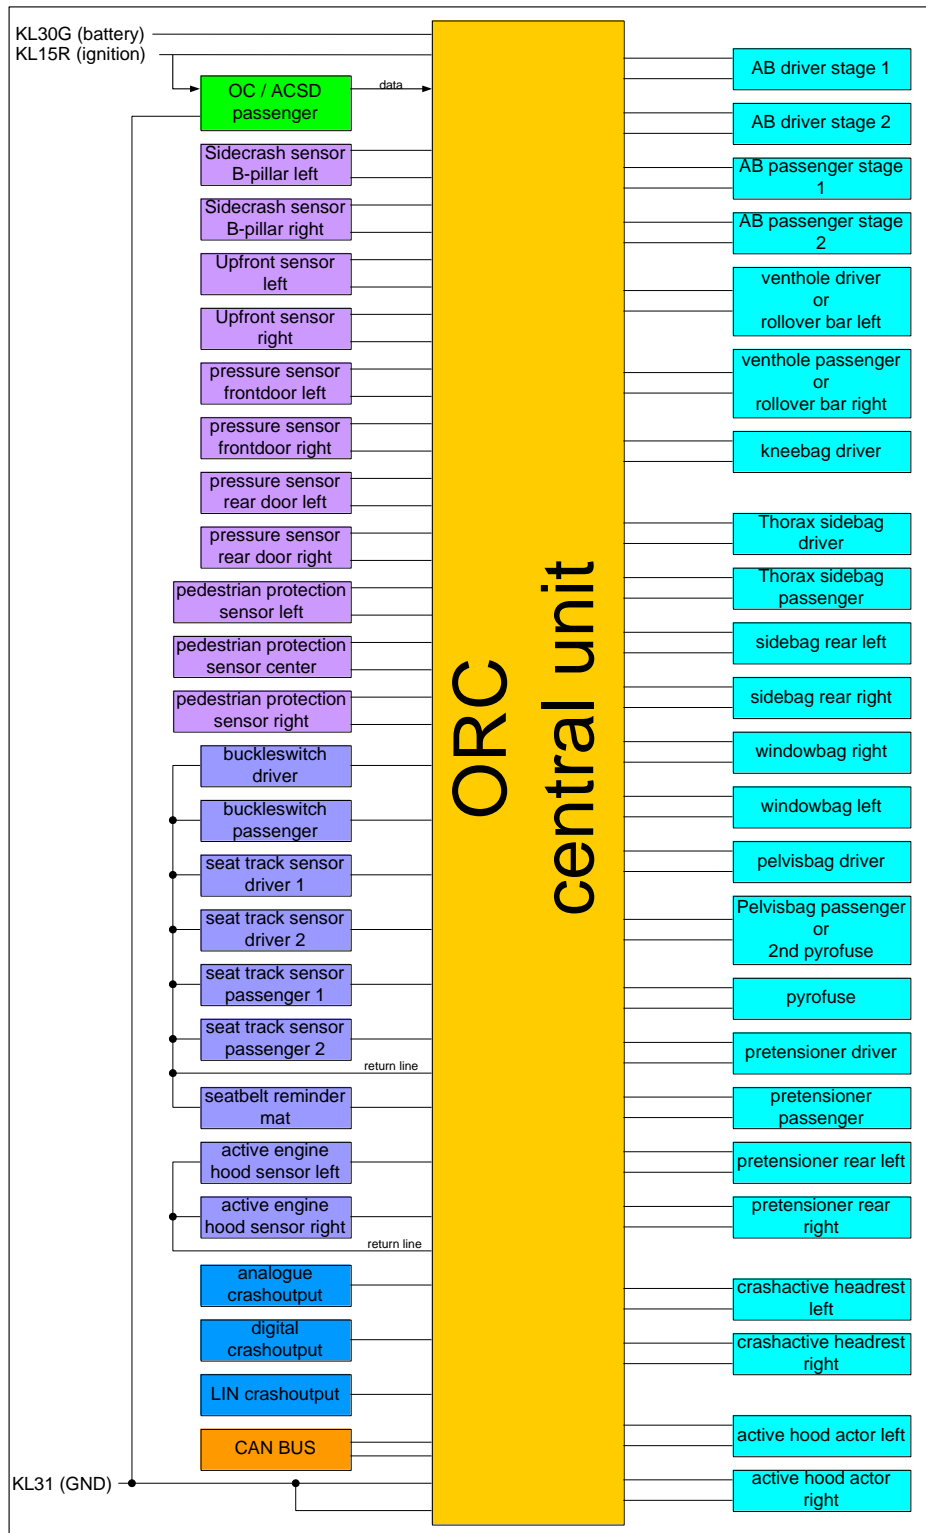 KL30G (battery)
KL15R (ignition)
OC / ACSD
passenger
data
Sidecrash sensor
B-pillar left
Sidecrash sensor
B-pillar right
Upfront sensor
left
Upfront sensor
right
pressure sensor
frontdoor left
pressure sensor
frontdoor right
pressure sensor
rear door left
pressure sensor
rear door right
pedestrian protection
sensor left
pedestrian protection
sensor center
pedestrian protection
sensor right
buckleswitch
driver
buckleswitch
passenger
seat track sensor
driver 1
seat track sensor
driver 2
seat track sensor
passenger 1
seat track sensor
passenger 2
return line
seatbelt reminder
mat
active engine
hood sensor left
active engine
hood sensor right
return line
analogue
crashoutput
digital
crashoutput
LIN crashoutput
CAN BUS
KL31 (GND)
ORC
central unit
AB driver stage 1
AB driver stage 2
AB passenger stage
1
AB passenger stage
2
venthole driver
or
rollover bar left
venthole passenger
or
rollover bar right
kneebag driver
Thorax sidebag
driver
Thorax sidebag
passenger
sidebag rear left
sidebag rear right
windowbag right
windowbag left
pelvisbag driver
Pelvisbag passenger
or
2nd pyrofuse
pyrofuse
pretensioner driver
pretensioner
passenger
pretensioner rear left
pretensioner rear
right
crashactive headrest
left
crashactive headrest
right
active hood actor left
active hood actor
right